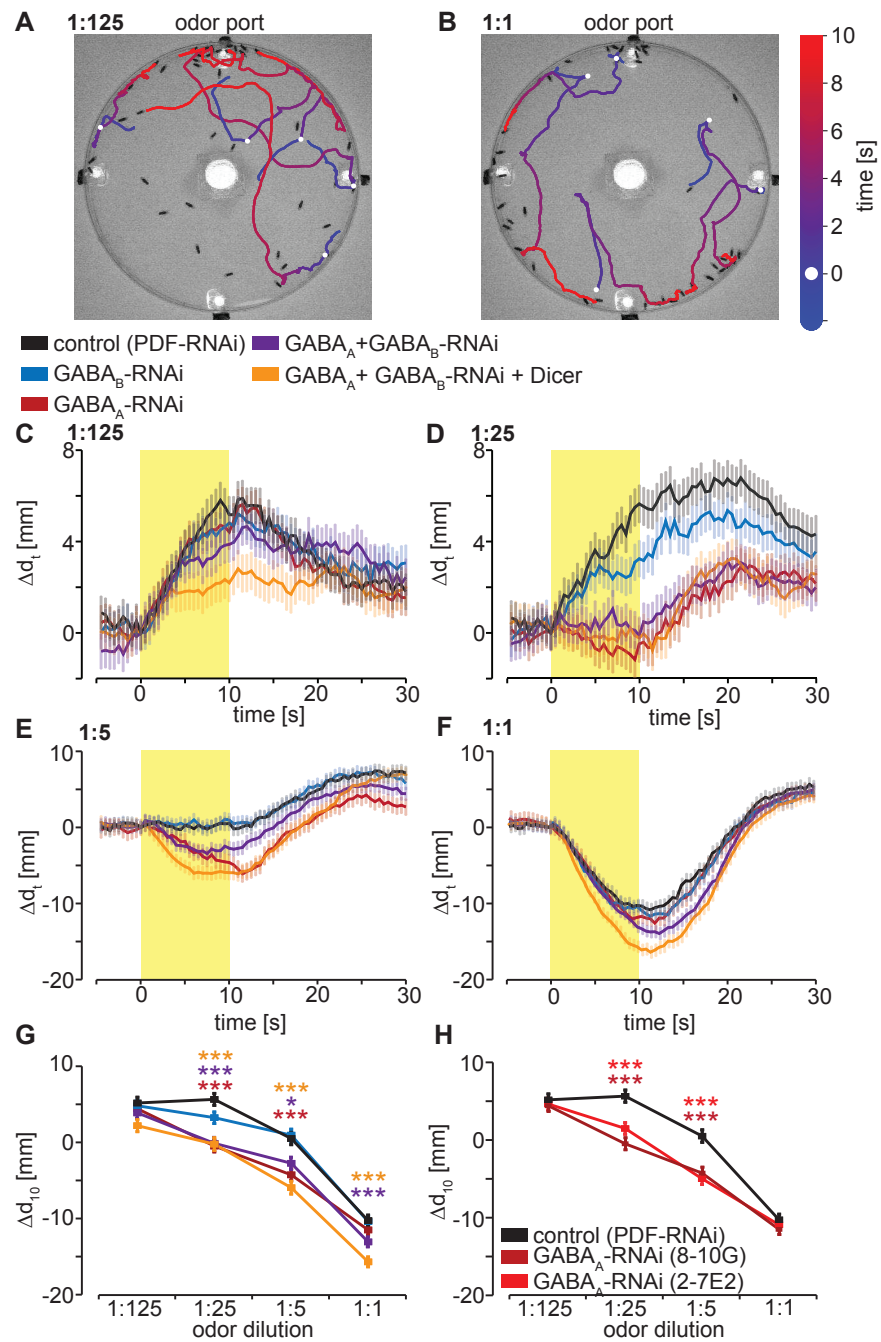 A 1:125 odor port
B 1:1 odor port
10
8
6
4
2
0
-2
time [s]
control (PDF-RNAi)
GABA_B-RNAi
GABA_A-RNAi
GABA_A+GABA_B-RNAi
GABA_A+ GABA_B-RNAi + Dicer
C 1:125
8
4
0
Δd_t [mm]
0 10 20 30
time [s]
D 1:25
8
4
0
Δd_t [mm]
0 10 20 30
time [s]
E 1:5
10
0
-10
-20
Δd_t [mm]
0 10 20 30
time [s]
F 1:1
10
0
-10
-20
Δd_t [mm]
0 10 20 30
time [s]
G
10
0
-10
-20
Δd_10 [mm]
***
***
***
***
*
***
***
***
1:125 1:25 1:5 1:1
odor dilution
H
10
0
-10
-20
Δd_10 [mm]
***
***
***
***
control (PDF-RNAi)
GABA_A-RNAi (8-10G)
GABA_A-RNAi (2-7E2)
1:125 1:25 1:5 1:1
odor dilution